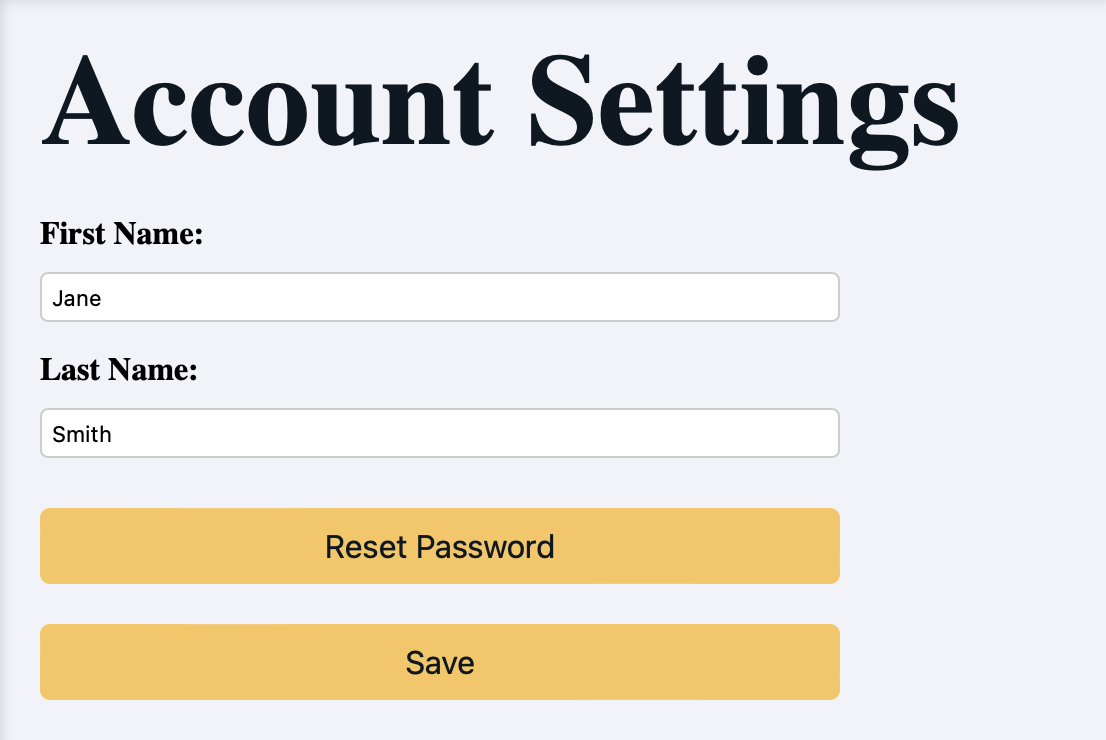 Account Settings
First Name:
Jane
Last Name:
Smith
Reset Password
Save